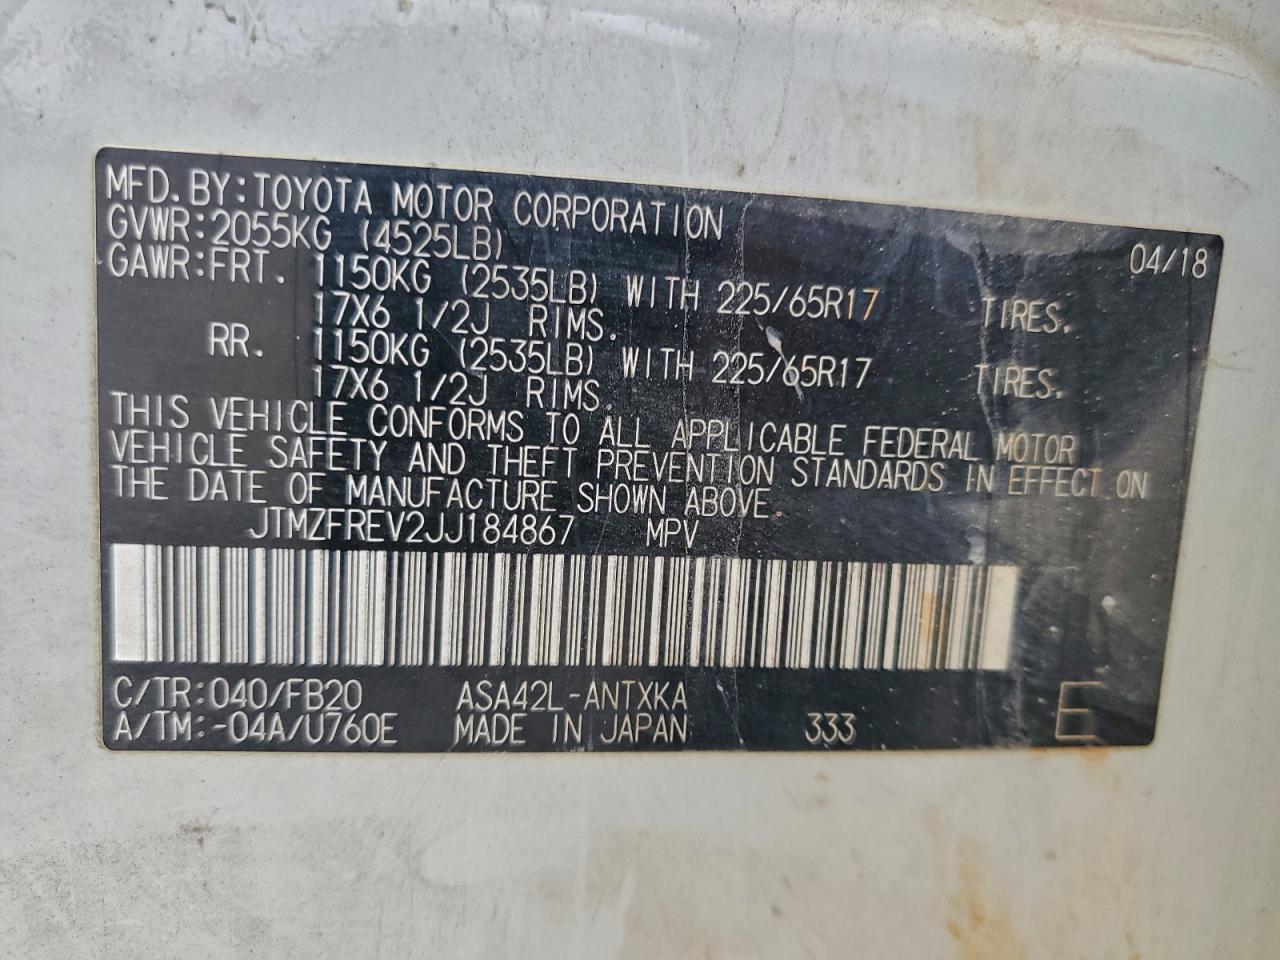 MFD.BY:TOYOTA MOTOR CORPORATION 04/18
GVWR:2055KG (4525LB)
GAWR:FRT. 1150KG (2535LB) WITH 225/65R17 TIRES.
17X6 1/2J RIMS.
RR. 1150KG (2535LB) WITH 225/65R17 TIRES.
17X6 1/2J RIMS.
THIS VEHICLE CONFORMS TO ALL APPLICABLE FEDERAL MOTOR
VEHICLE SAFETY AND THEFT PREVENTION STANDARDS IN EFFECT ON
THE DATE OF MANUFACTURE SHOWN ABOVE.
JTMZFREV2JJ184867 MPV
C/TR:040/FB20 ASA42L-ANTXKA
A/TM:-04A/U760E MADE IN JAPAN 333 E